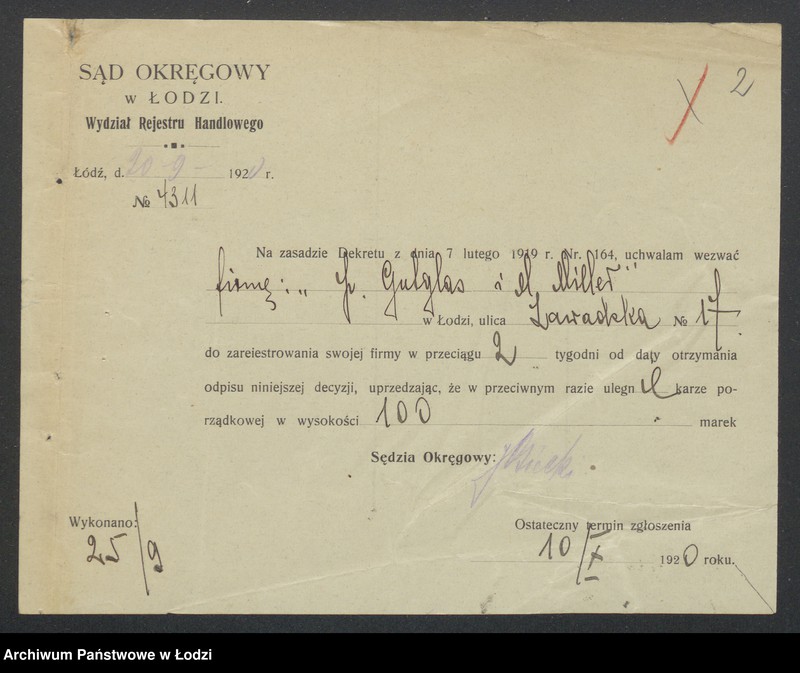 2
SĄD OKRĘGOWY
w ŁODZI.
Wydział Rejestru Handlowego
Łódź, d. 20-9- 1920 r.
№ 4311
Na zasadzie Dekretu z dnia 7 lutego 1919 r. Nr. 164, uchwalam wezwać
firmę: „ Gutglas i M Miller"
w Łodzi, ulica Zawadzka № 17
do zareiestrowania swojej firmy w przeciągu 2 tygodni od daty otrzymania
odpisu niniejszej decyzji, uprzedzając, że w przeciwnym razie ulegnie karze po-
rządkowej w wysokości 100 marek
Sędzia Okręgowy:
Wykonano: Ostateczny termin zgłoszenia
25/9 10/X 1920 roku.
Archiwum Państwowe w Łodzi